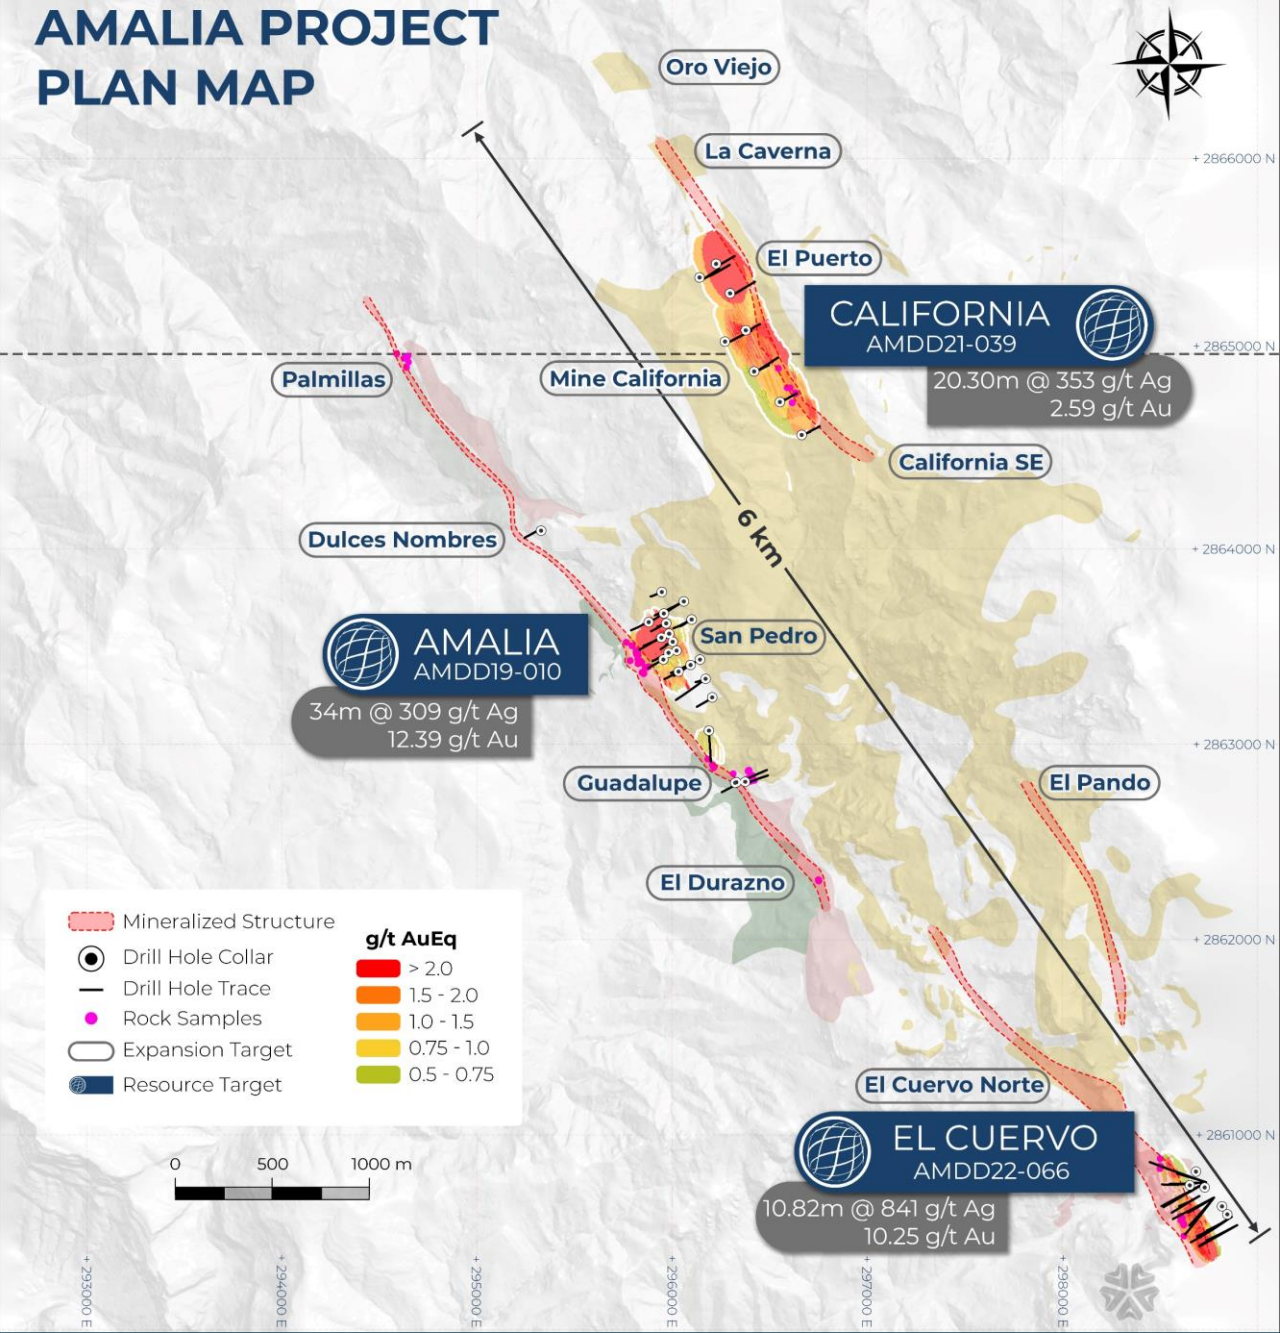 AMALIA PROJECT
PLAN MAP
Oro Viejo
La Caverna
+ 2866000 N
El Puerto
CALIFORNIA
AMDD21-039
+ 2865000 N
20.30m @ 353 g/t Ag
2.59 g/t Au
Palmillas
Mine California
California SE
6 km
Dulces Nombres
+ 2864000 N
AMALIA
AMDD19-010
34m @ 309 g/t Ag
12.39 g/t Au
San Pedro
+ 2863000 N
Guadalupe
El Pando
El Durazno
+ 2862000 N
Mineralized Structure
Drill Hole Collar
Drill Hole Trace
Rock Samples
Expansion Target
Resource Target
g/t AuEq
> 2.0
1.5 - 2.0
1.0 - 1.5
0.75 - 1.0
0.5 - 0.75
El Cuervo Norte
EL CUERVO
AMDD22-066
10.82m @ 841 g/t Ag
10.25 g/t Au
+ 2861000 N
0 500 1000 m
+ 293000 E
+ 294000 E
+ 295000 E
+ 296000 E
+ 297000 E
+ 298000 E